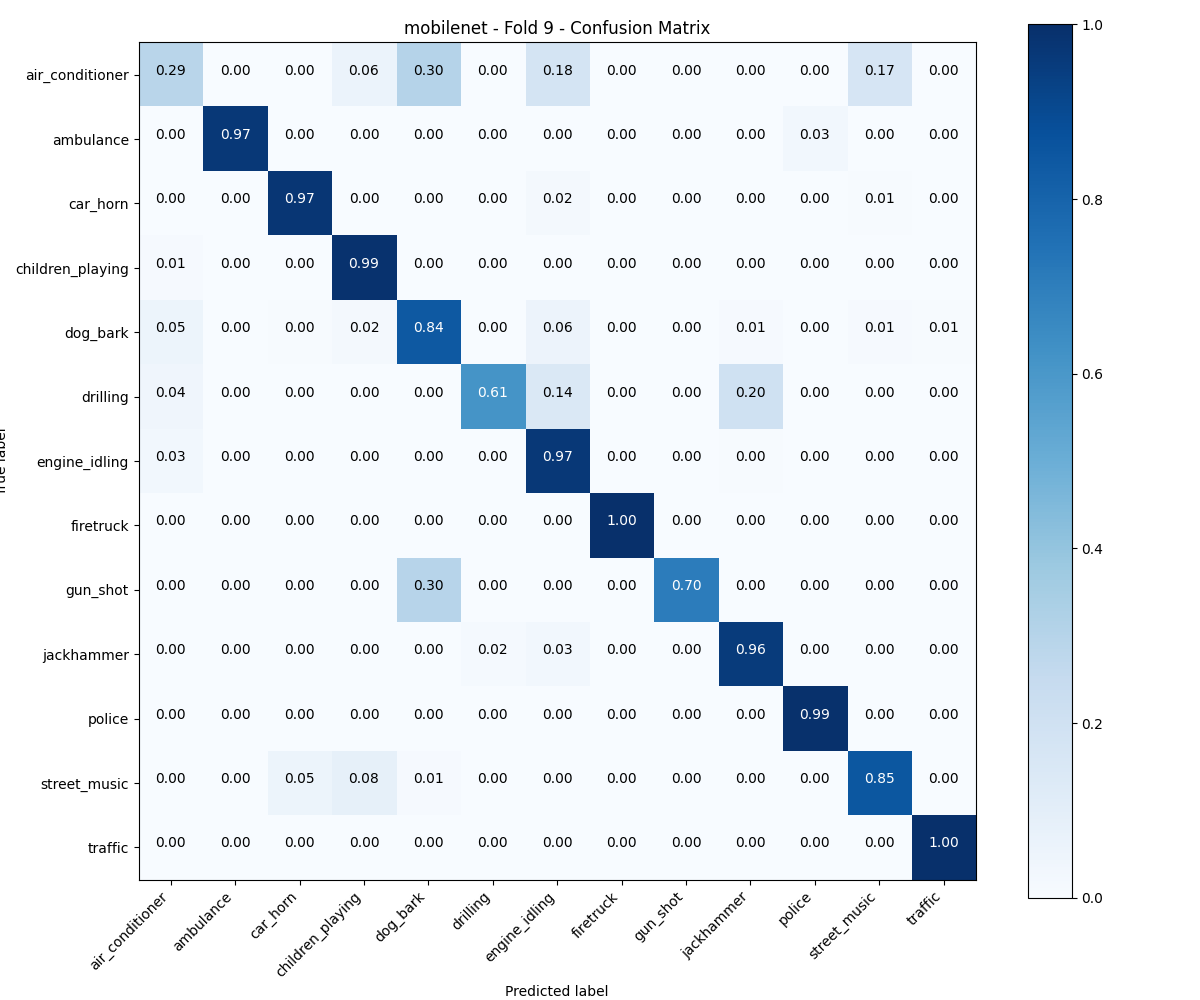 mobilenet - Fold 9 - Confusion Matrix
air_conditioner 0.29 0.00 0.00 0.06 0.30 0.00 0.18 0.00 0.00 0.00 0.00 0.17 0.00
ambulance 0.00 0.97 0.00 0.00 0.00 0.00 0.00 0.00 0.00 0.00 0.03 0.00 0.00
car_horn 0.00 0.00 0.97 0.00 0.00 0.00 0.02 0.00 0.00 0.00 0.00 0.01 0.00
children_playing 0.01 0.00 0.00 0.99 0.00 0.00 0.00 0.00 0.00 0.00 0.00 0.00 0.00
dog_bark 0.05 0.00 0.00 0.02 0.84 0.00 0.06 0.00 0.00 0.01 0.00 0.01 0.01
drilling 0.04 0.00 0.00 0.00 0.00 0.61 0.14 0.00 0.00 0.20 0.00 0.00 0.00
engine_idling 0.03 0.00 0.00 0.00 0.00 0.00 0.97 0.00 0.00 0.00 0.00 0.00 0.00
firetruck 0.00 0.00 0.00 0.00 0.00 0.00 0.00 1.00 0.00 0.00 0.00 0.00 0.00
gun_shot 0.00 0.00 0.00 0.00 0.30 0.00 0.00 0.00 0.70 0.00 0.00 0.00 0.00
jackhammer 0.00 0.00 0.00 0.00 0.00 0.02 0.03 0.00 0.00 0.96 0.00 0.00 0.00
police 0.00 0.00 0.00 0.00 0.00 0.00 0.00 0.00 0.00 0.00 0.99 0.00 0.00
street_music 0.00 0.00 0.05 0.08 0.01 0.00 0.00 0.00 0.00 0.00 0.00 0.85 0.00
traffic 0.00 0.00 0.00 0.00 0.00 0.00 0.00 0.00 0.00 0.00 0.00 0.00 1.00
air_conditioner ambulance car_horn children_playing dog_bark drilling engine_idling firetruck gun_shot jackhammer police street_music traffic
Predicted label
1.0
0.8
0.6
0.4
0.2
0.0